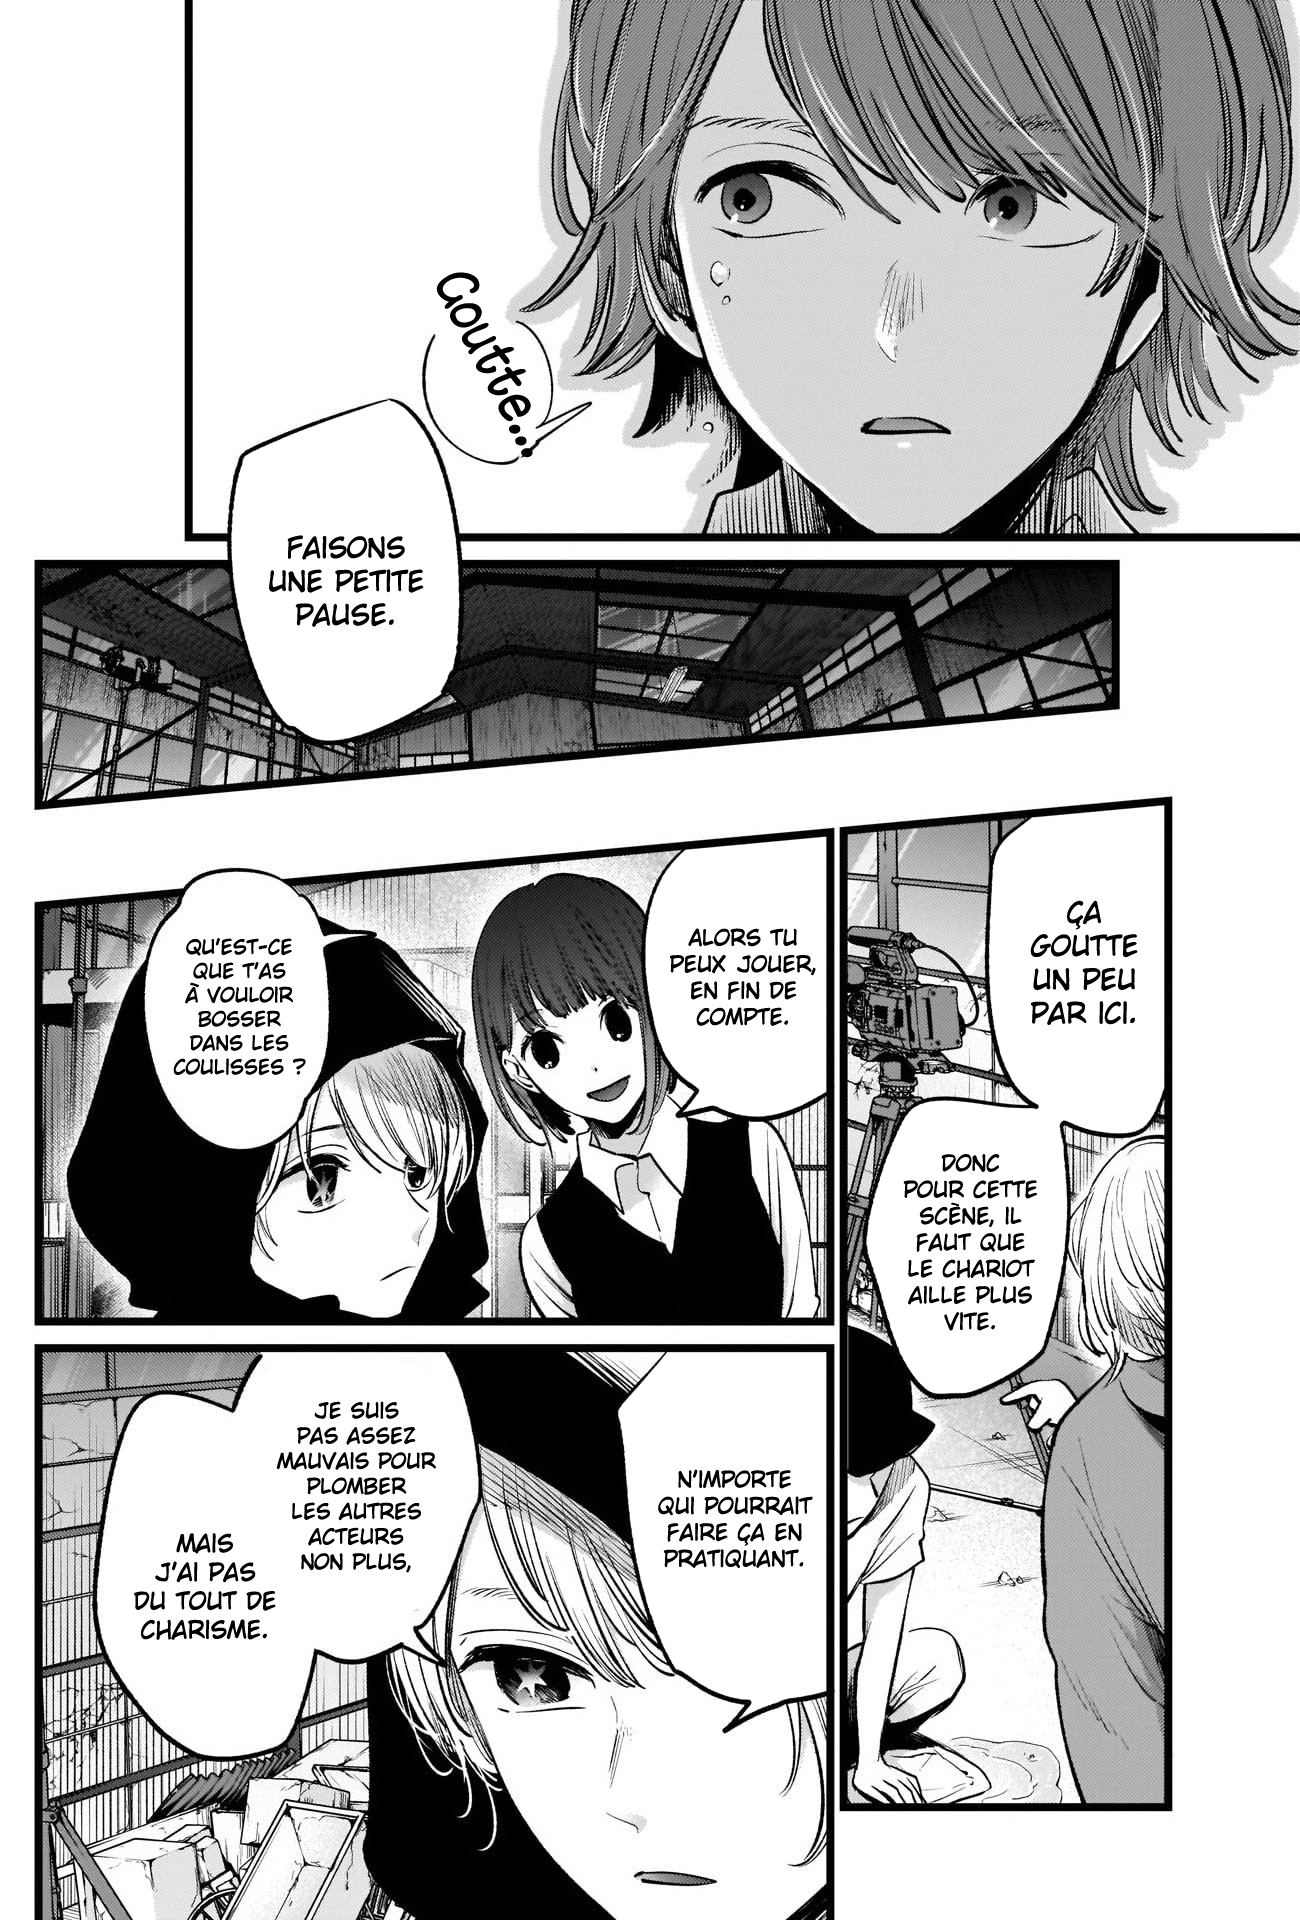 Goutte...
FAISONS
UNE PETITE
PAUSE.
ÇA
GOUTTE
UN PEU
PAR ICI.
DONC
POUR CETTE
SCÈNE, IL
FAUT QUE
LE CHARIOT
AILLE PLUS
VITE.
ALORS TU
PEUX JOUER,
EN FIN DE
COMPTE.
QU'EST-CE
QUE T'AS
À VOULOIR
BOSSER
DANS LES
COULISSES ?
N'IMPORTE
QUI POURRAIT
FAIRE ÇA EN
PRATIQUANT.
JE SUIS
PAS ASSEZ
MAUVAIS POUR
PLOMBER
LES AUTRES
ACTEURS
NON PLUS,
MAIS
J'AI PAS
DU TOUT DE
CHARISME.